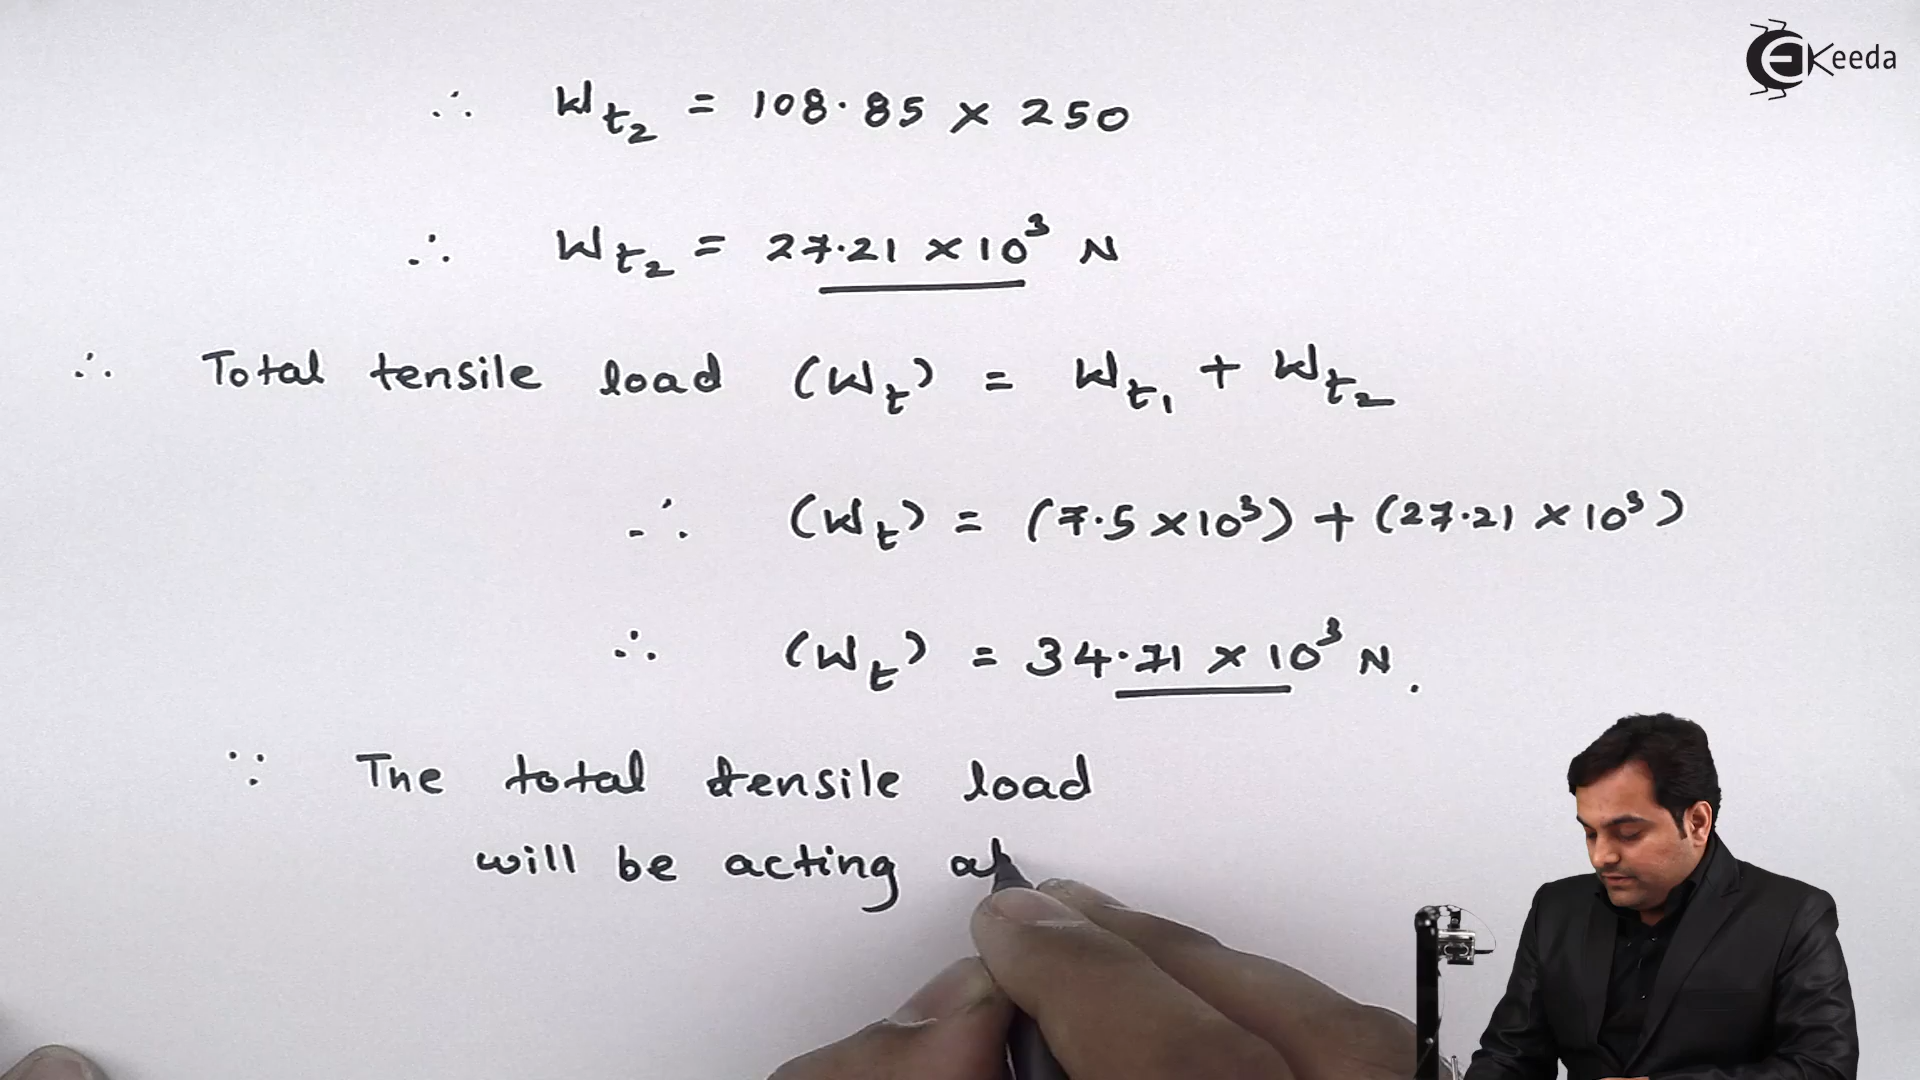 EKeeda
∴ Wt₂ = 108.85 × 250
∴ Wt₂ = 27.21 × 10³ N
∴ Total tensile load (Wt) = Wt₁ + Wt₂
∴ (Wt) = (7.5 × 10³) + (27.21 × 10³)
∴ (Wt) = 34.71 × 10³ N.
∵ The total tensile load
will be acting